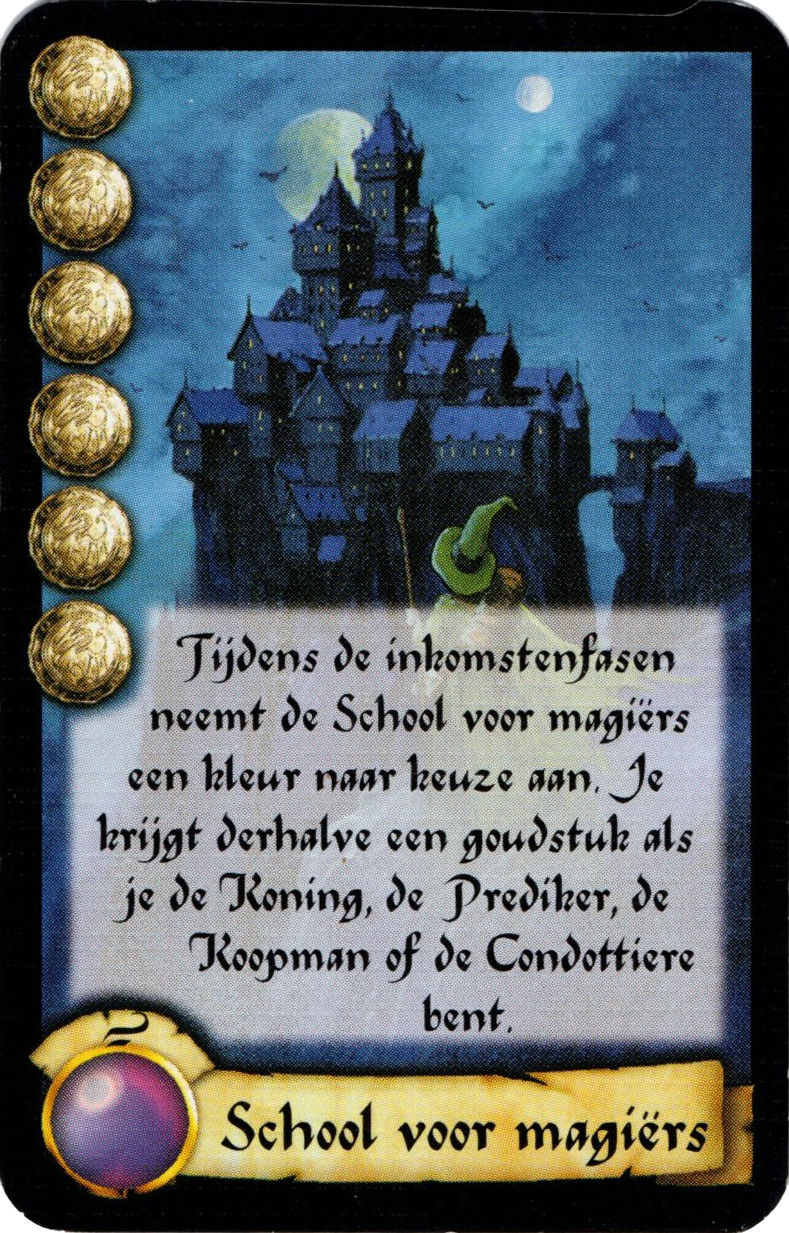 Tijdens de inkomstenfasen
neemt de School voor magiërs
een kleur naar keuze aan. Je
krijgt derhalve een goudstuk als
je de Koning, de Prediker, de
Koopman of de Condottiere
bent.
2
School voor magiërs